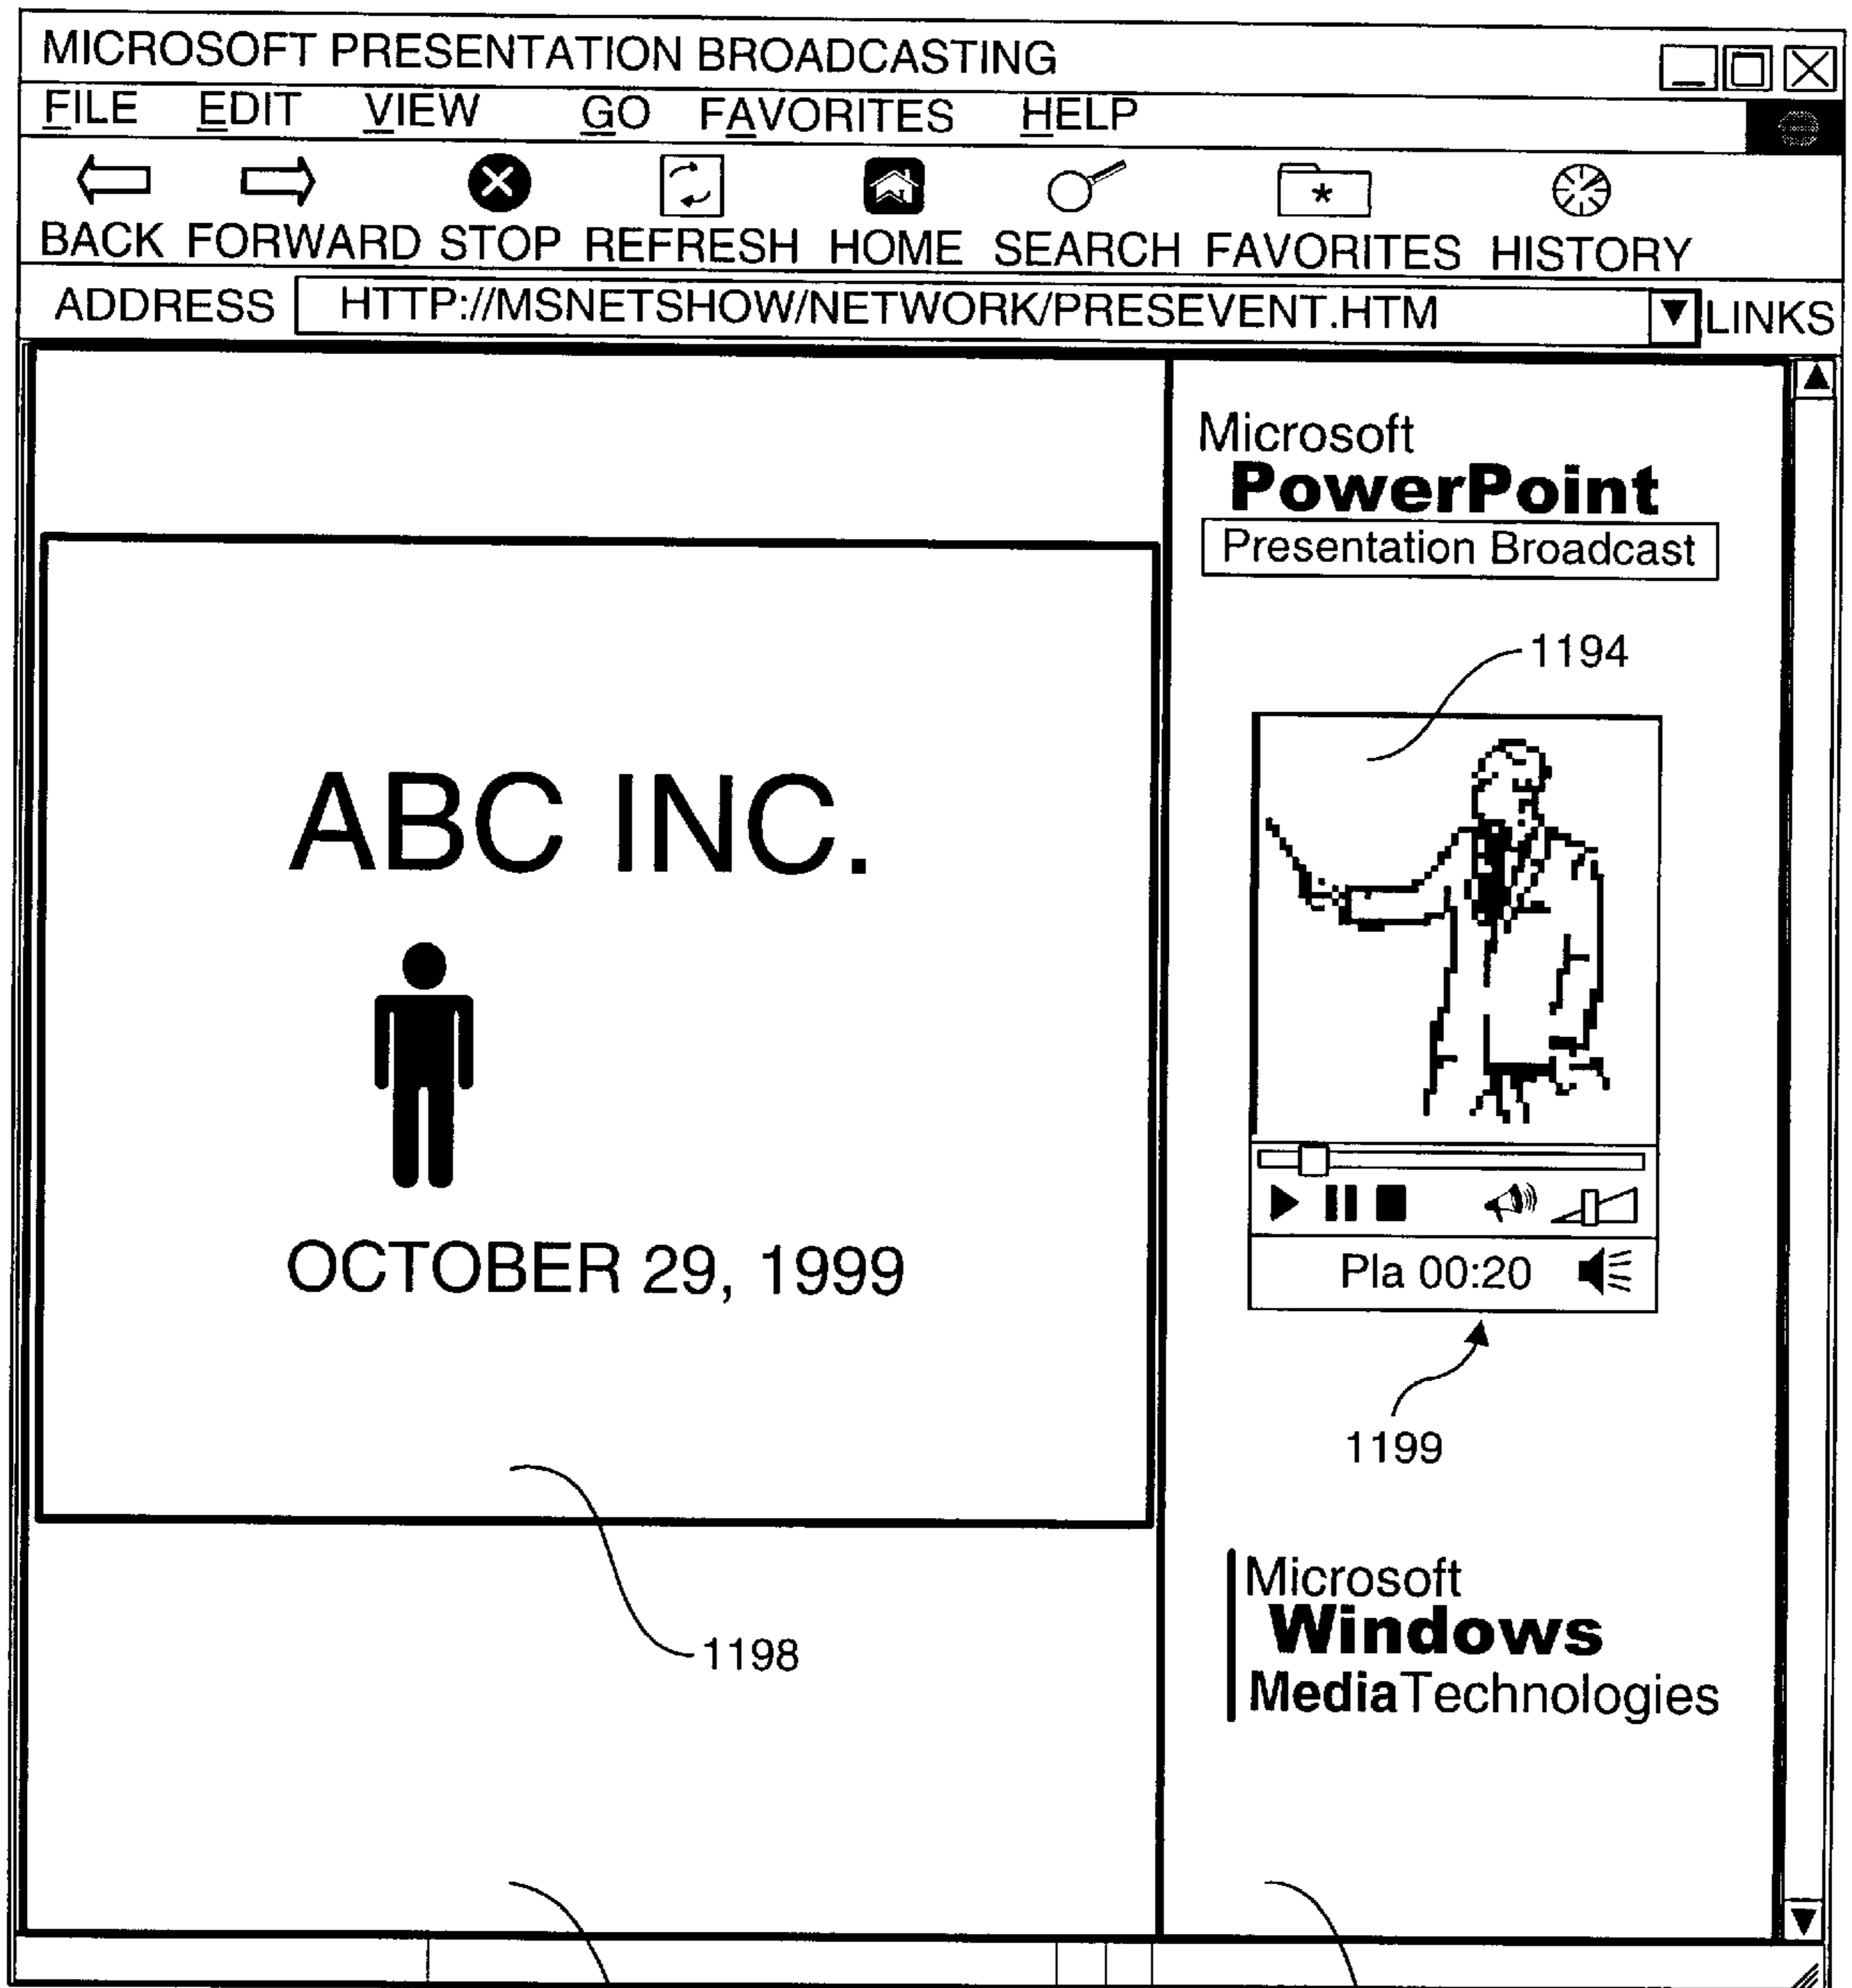 MICROSOFT PRESENTATION BROADCASTING
FILE EDIT VIEW GO FAVORITES HELP
BACK FORWARD STOP REFRESH HOME SEARCH FAVORITES HISTORY
ADDRESS HTTP://MSNETSHOW/NETWORK/PRESEVENT.HTM LINKS
Microsoft
PowerPoint
Presentation Broadcast
1194
ABC INC.
OCTOBER 29, 1999
Pla 00:20
1199
1198
Microsoft
Windows
MediaTechnologies